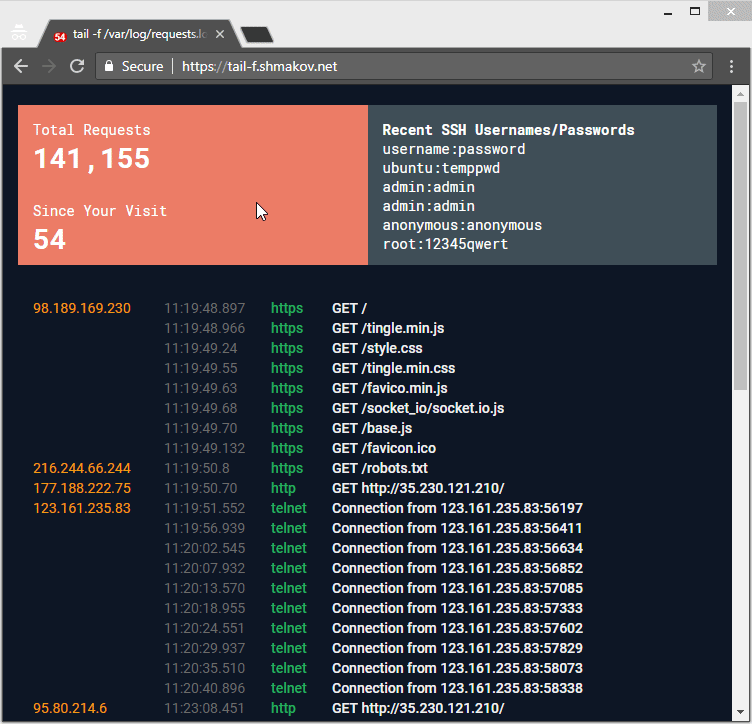 54 tail -f /var/log/requests.lo
Secure https://tail-f.shmakov.net
Total Requests
141,155
Since Your Visit
54
Recent SSH Usernames/Passwords
username:password
ubuntu:temppwd
admin:admin
admin:admin
anonymous:anonymous
root:12345qwert
98.189.169.230 11:19:48.897 https GET /
11:19:48.966 https GET /tingle.min.js
11:19:49.24 https GET /style.css
11:19:49.55 https GET /tingle.min.css
11:19:49.63 https GET /favico.min.js
11:19:49.68 https GET /socket_io/socket.io.js
11:19:49.70 https GET /base.js
11:19:49.132 https GET /favicon.ico
216.244.66.244 11:19:50.8 https GET /robots.txt
177.188.222.75 11:19:50.70 http GET http://35.230.121.210/
123.161.235.83 11:19:51.552 telnet Connection from 123.161.235.83:56197
11:19:56.939 telnet Connection from 123.161.235.83:56411
11:20:02.545 telnet Connection from 123.161.235.83:56634
11:20:07.932 telnet Connection from 123.161.235.83:56852
11:20:13.570 telnet Connection from 123.161.235.83:57085
11:20:18.955 telnet Connection from 123.161.235.83:57333
11:20:24.551 telnet Connection from 123.161.235.83:57602
11:20:29.937 telnet Connection from 123.161.235.83:57829
11:20:35.510 telnet Connection from 123.161.235.83:58073
11:20:40.896 telnet Connection from 123.161.235.83:58338
95.80.214.6 11:23:08.451 http GET http://35.230.121.210/